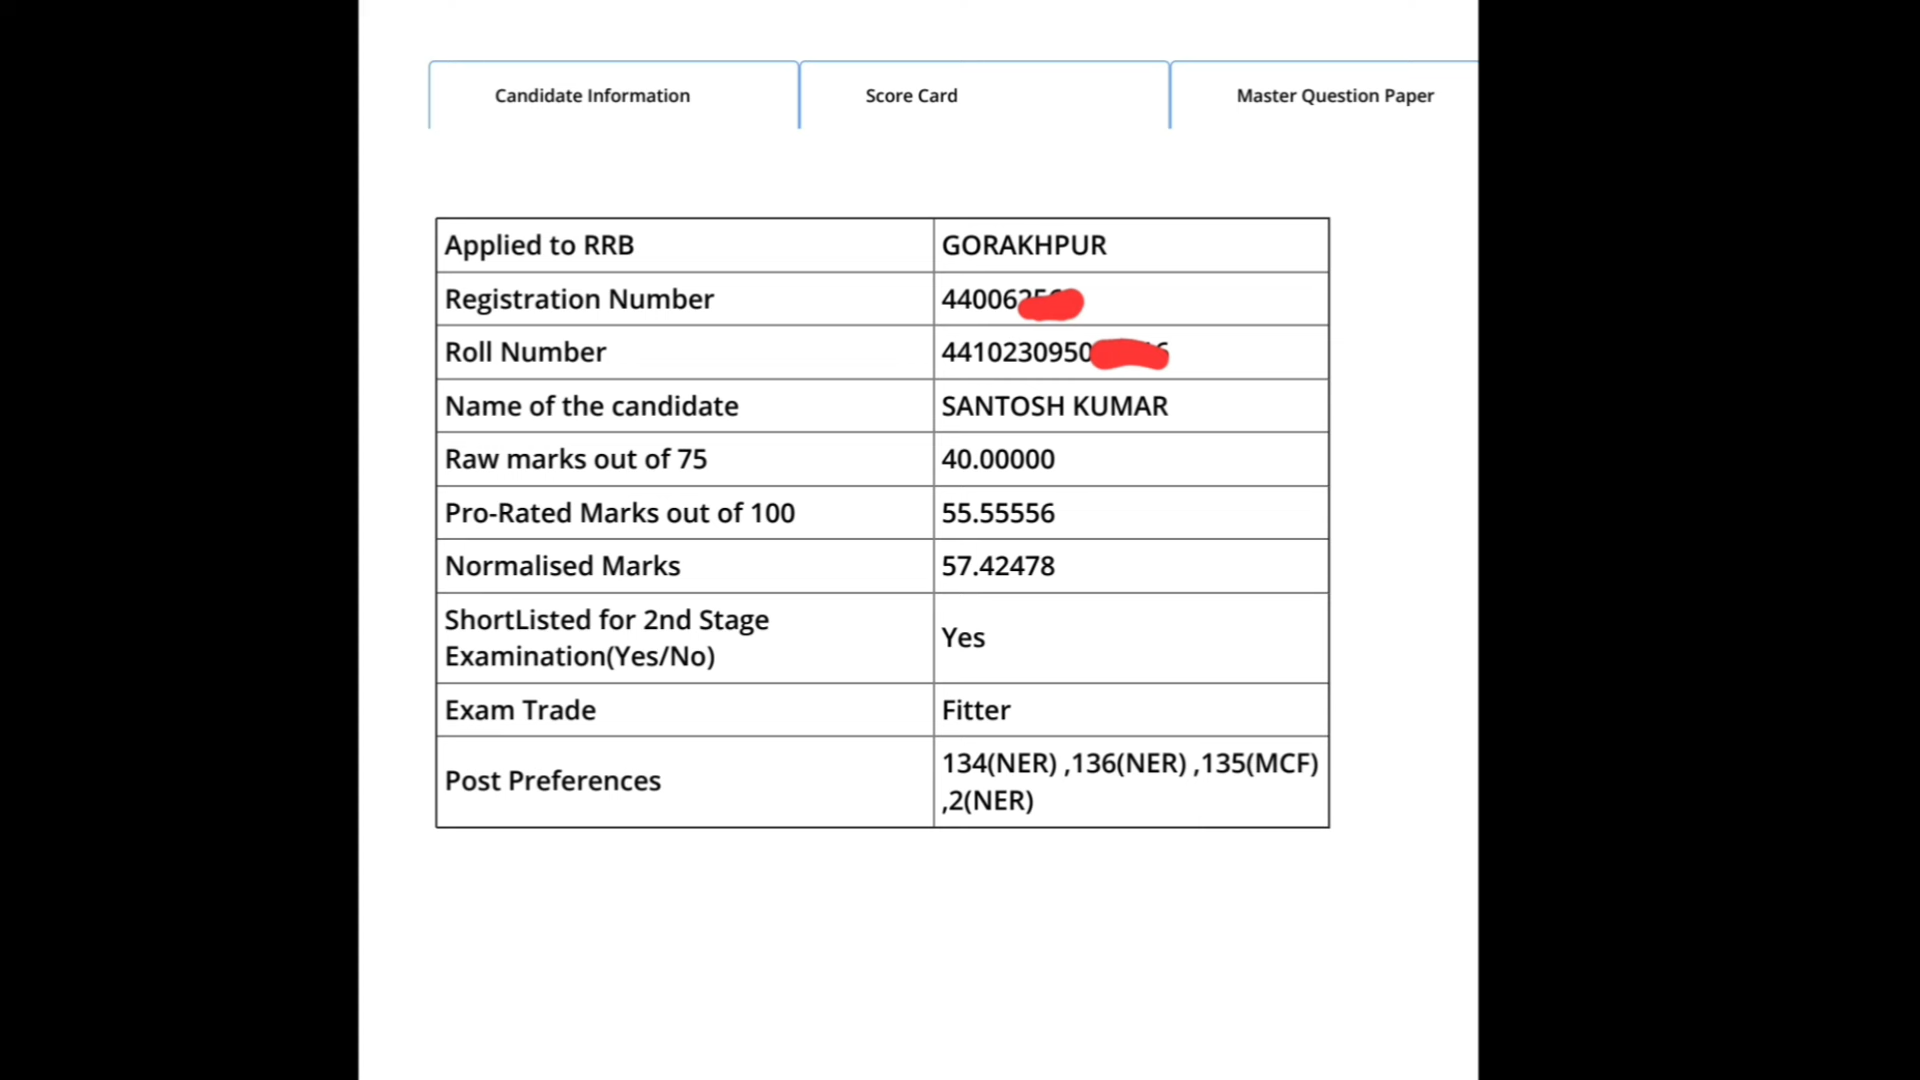 Candidate Information
Score Card
Master Question Paper
Applied to RRB
GORAKHPUR
Registration Number
44006
Roll Number
4410230950
Name of the candidate
SANTOSH KUMAR
Raw marks out of 75
40.00000
Pro-Rated Marks out of 100
55.55556
Normalised Marks
57.42478
ShortListed for 2nd Stage
Examination(Yes/No)
Yes
Exam Trade
Fitter
Post Preferences
134(NER) ,136(NER) ,135(MCF)
,2(NER)